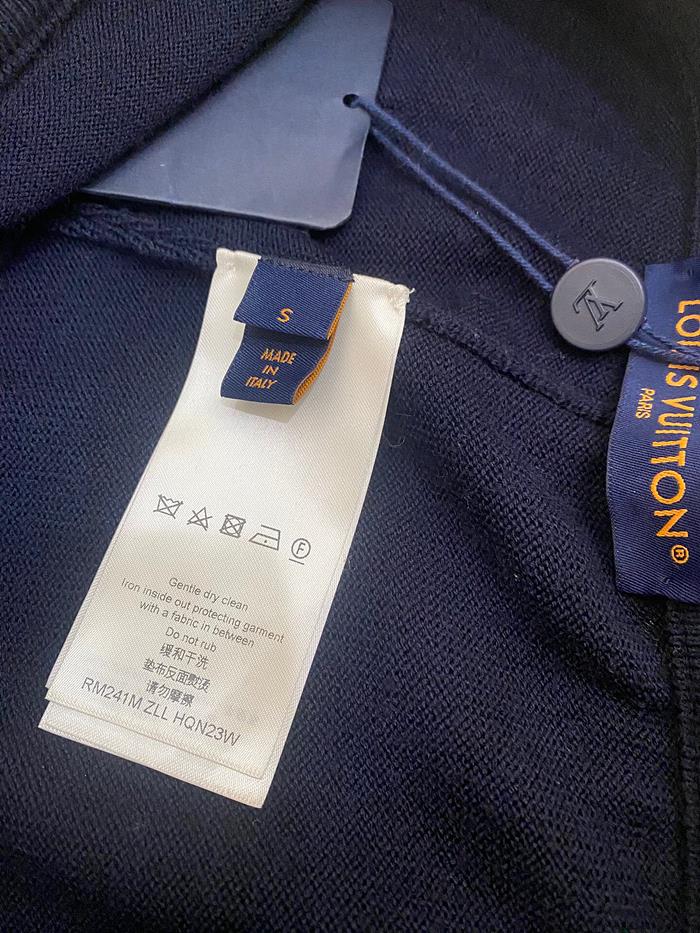 S
MADE
IN
ITALY
LV
LOUIS VUITTON®
PARIS
F
Gentle dry clean
Iron inside out protecting garment
with a fabric in between
Do not rub
缓和干洗
垫布反面熨烫
请勿摩擦
RM241M ZLL HQN23W